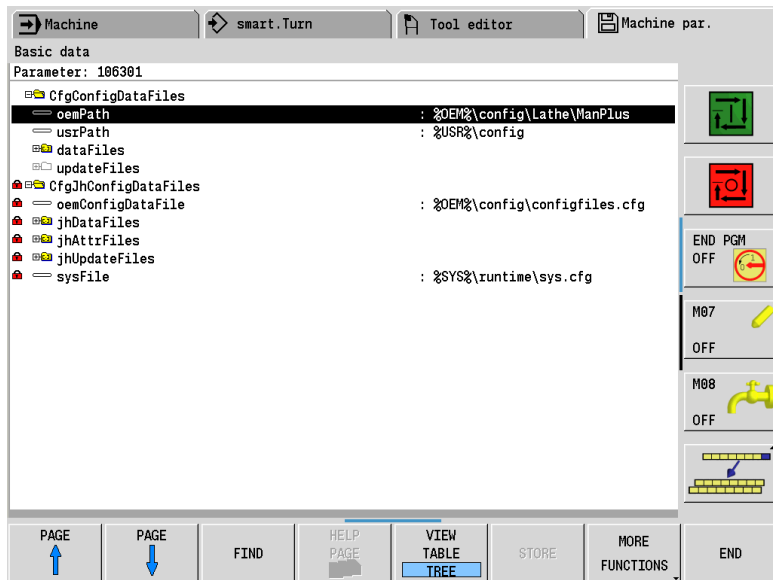 Machine
smart.Turn
Tool editor
Machine par.
Basic data
Parameter: 106301
CfgConfigDataFiles
oemPath : %OEM%\config\Lathe\ManPlus
usrPath : %USR%\config
dataFiles
updateFiles
CfgJhConfigDataFiles
oemConfigDataFile : %OEM%\config\configfiles.cfg
jhDataFiles
jhAttrFiles
jhUpdateFiles
sysFile : %SYS%\runtime\sys.cfg
END PGM
OFF
M07
OFF
M08
OFF
PAGE
PAGE
FIND
HELP
PAGE
VIEW
TABLE
TREE
STORE
MORE
FUNCTIONS
END